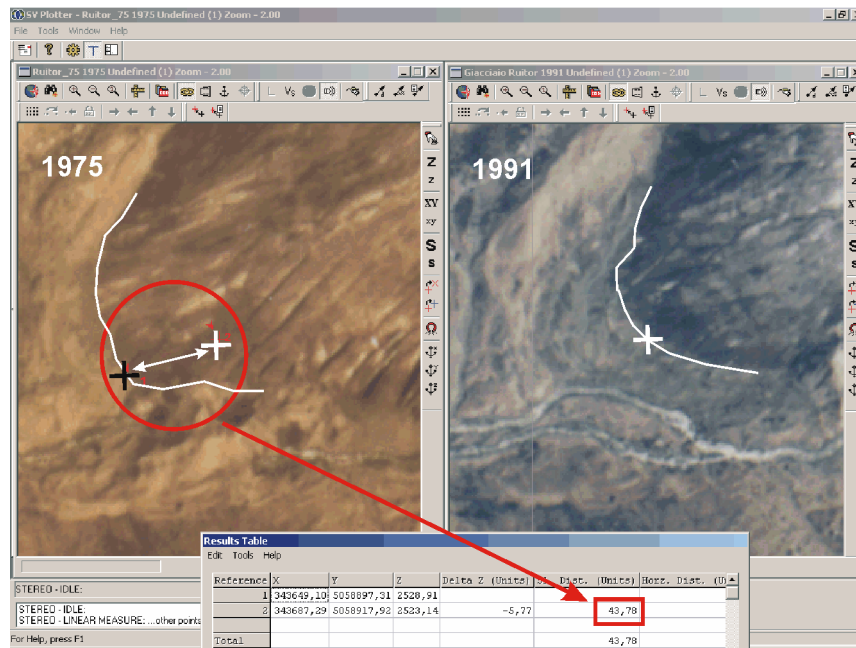 SV Plotter - Ruitor_75 1975 Undefined (1) Zoom - 2.00
File Tools Window Help
Ruitor_75 1975 Undefined (1) Zoom - 2.00
Giacciaio Ruitor 1991 Undefined (1) Zoom - 2.00
Vs
Vs
1975
1991
Z
z
XY
xy
S
s
Results Table
Edit Tools Help
Reference X Y Z Delta Z (Units) Sl. Dist. (Units) Horz. Dist. (U
1 343649,10 5058897,31 2528,91
2 343687,29 5058917,92 2523,14 -5,77 43,78
Total 43,78
STEREO - IDLE:
STEREO - IDLE:
STEREO - LINEAR MEASURE: ...other points
For Help, press F1